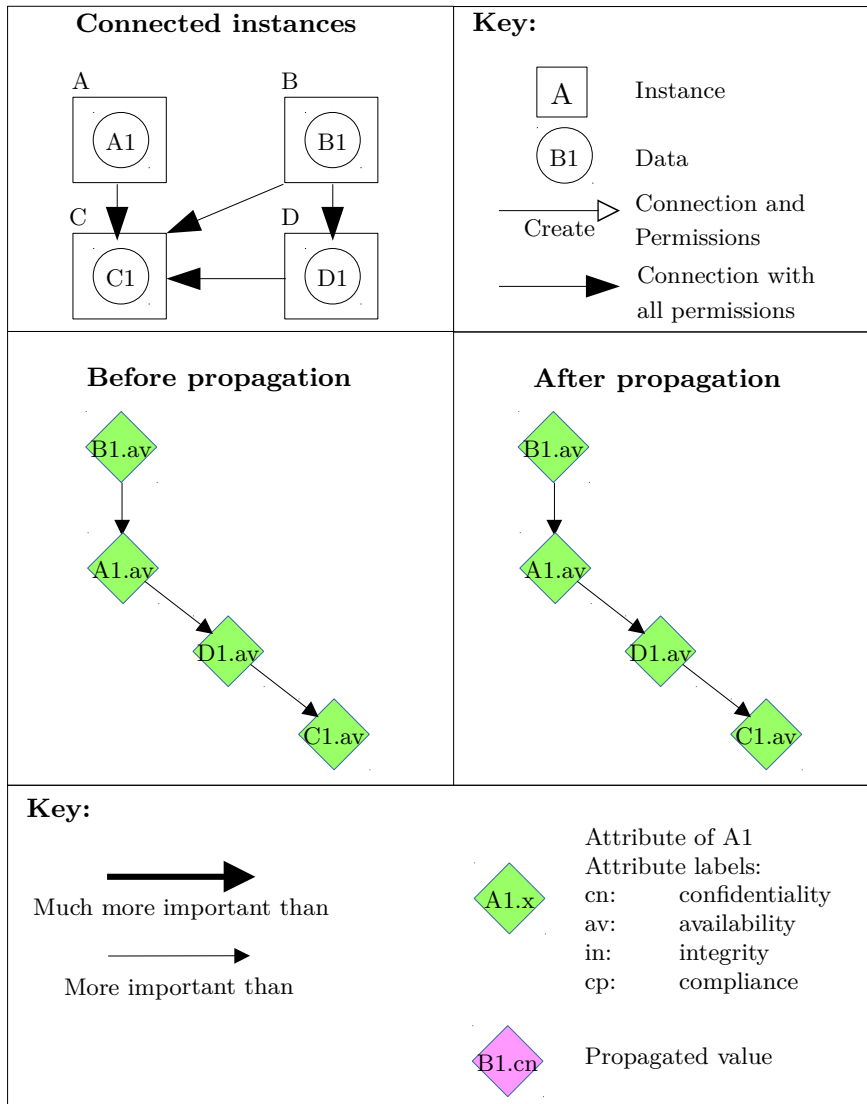 Connected instances
A
B
A1
B1
C
D
C1
D1
Key:
A
Instance
B1
Data
Create
Connection and
Permissions
Connection with
all permissions
Before propagation
B1.av
A1.av
D1.av
C1.av
After propagation
B1.av
A1.av
D1.av
C1.av
Key:
Much more important than
More important than
A1.x
Attribute of A1
Attribute labels:
cn: confidentiality
av: availability
in: integrity
cp: compliance
B1.cn
Propagated value